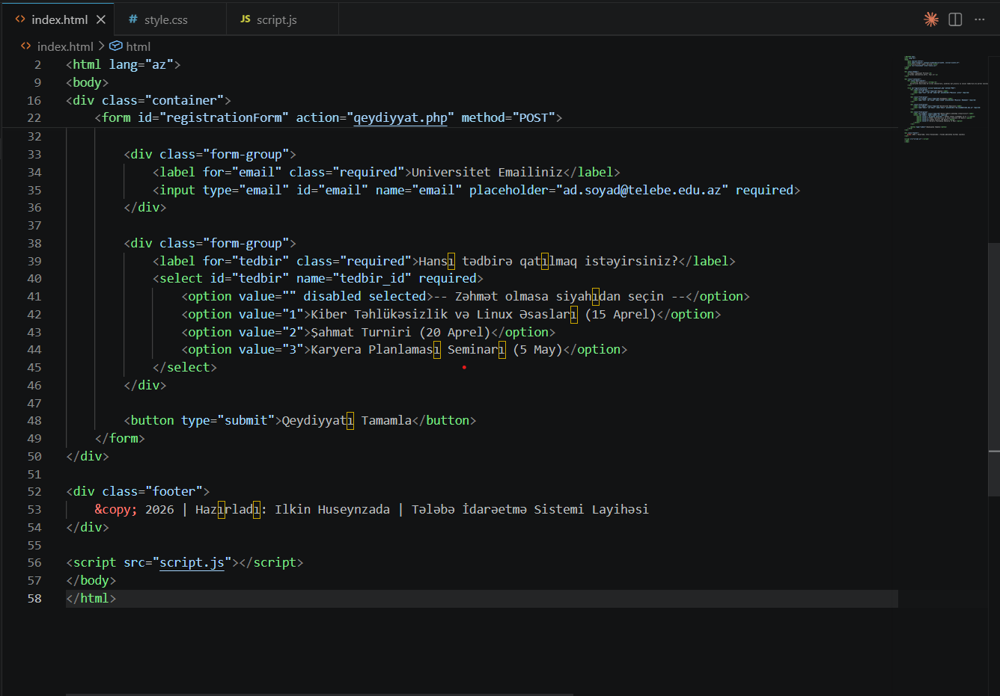 index.html
style.css
JS script.js
index.html > html
2 <html lang="az">
9 <body>
16 <div class="container">
22 <form id="registrationForm" action="qeydiyyat.php" method="POST">
32
33 <div class="form-group">
34 <label for="email" class="required">Universitet Emailiniz</label>
35 <input type="email" id="email" name="email" placeholder="ad.soyad@telebe.edu.az" required>
36 </div>
37
38 <div class="form-group">
39 <label for="tedbir" class="required">Hansı tədbirə qatılmaq istəyirsiniz?</label>
40 <select id="tedbir" name="tedbir_id" required>
41 <option value="" disabled selected>-- Zəhmət olmasa siyahıdan seçin --</option>
42 <option value="1">Kiber Təhlükəsizlik və Linux Əsasları (15 Aprel)</option>
43 <option value="2">Şahmat Turniri (20 Aprel)</option>
44 <option value="3">Karyera Planlaması Seminarı (5 May)</option>
45 </select>
46 </div>
47
48 <button type="submit">Qeydiyyatı Tamamla</button>
49 </form>
50 </div>
51
52 <div class="footer">
53 &copy; 2026 | Hazırladı: Ilkin Huseynzada | Tələbə İdarəetmə Sistemi Layihəsi
54 </div>
55
56 <script src="script.js"></script>
57 </body>
58 </html>